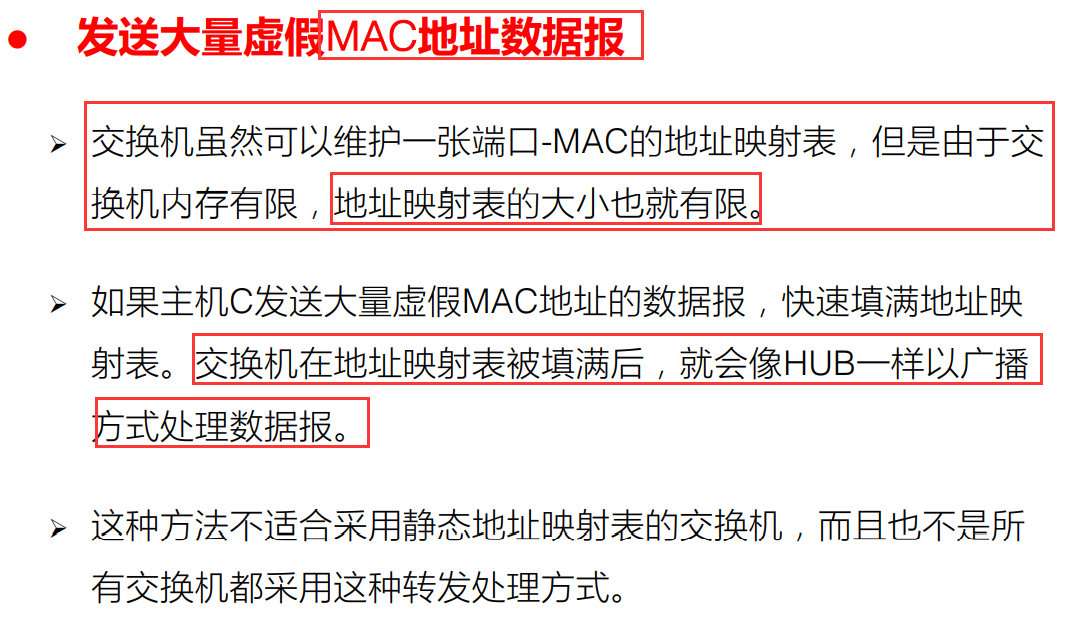 ● 发送大量虚假MAC地址数据报
➢ 交换机虽然可以维护一张端口-MAC的地址映射表，但是由于交
换机内存有限，地址映射表的大小也就有限。
➢ 如果主机C发送大量虚假MAC地址的数据报，快速填满地址映
射表。交换机在地址映射表被填满后，就会像HUB一样以广播
方式处理数据报。
➢ 这种方法不适合采用静态地址映射表的交换机，而且也不是所
有交换机都采用这种转发处理方式。